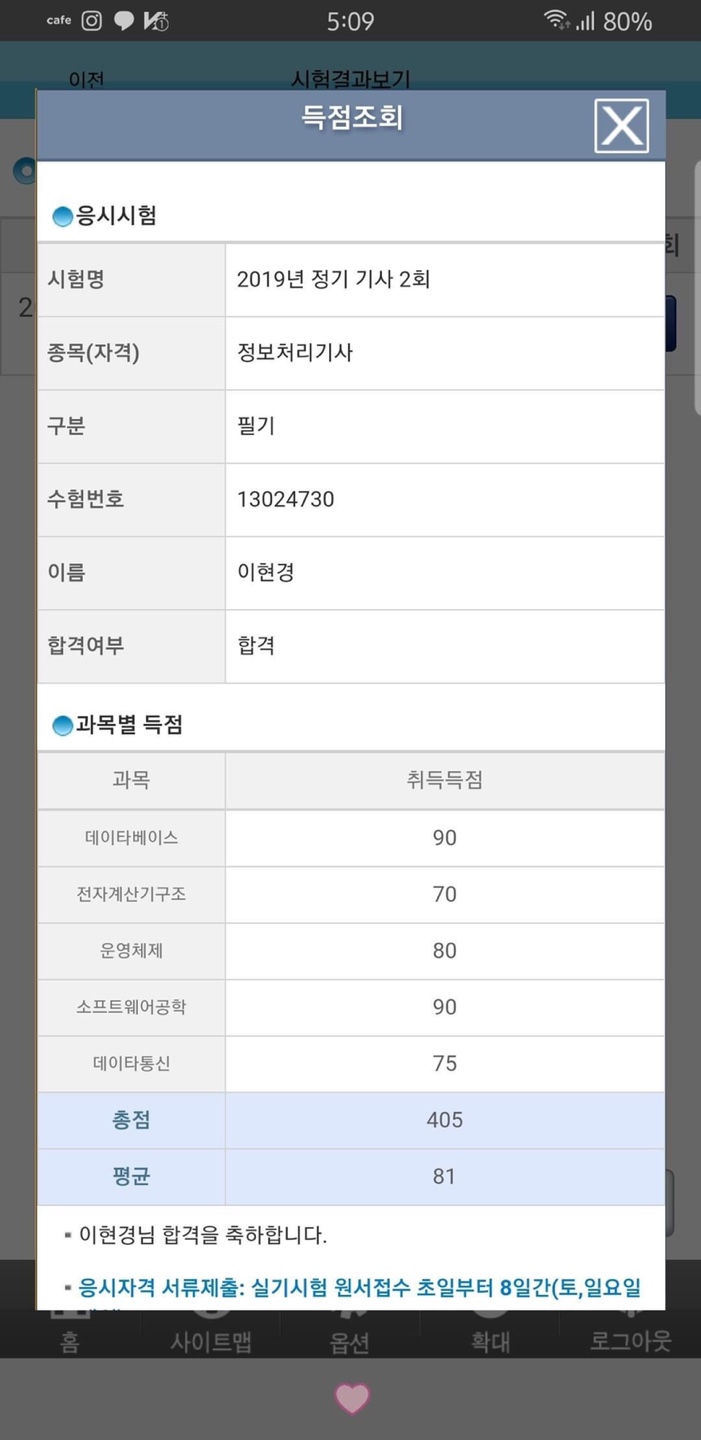 cafe 5:09 80%
이전 시험결과보기
득점조회
응시시험
회
시험명 2019년 정기 기사 2회
2
종목(자격) 정보처리기사
구분 필기
수험번호 13024730
이름 이현경
합격여부 합격
과목별 득점
과목 취득득점
데이타베이스 90
전자계산기구조 70
운영체제 80
소프트웨어공학 90
데이타통신 75
총점 405
평균 81
이현경님 합격을 축하합니다.
응시자격 서류제출: 실기시험 원서접수 초일부터 8일간(토,일요일
홈 사이트맵 옵션 확대 로그아웃